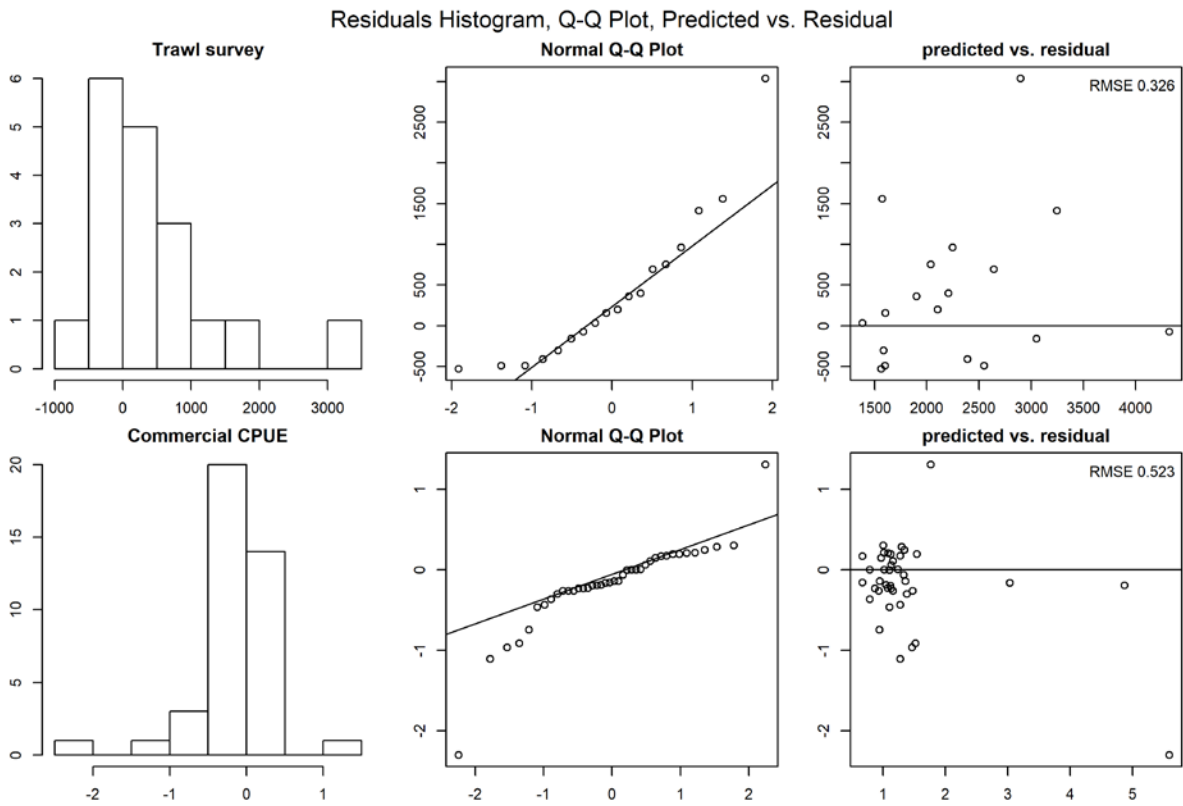 Residuals Histogram, Q-Q Plot, Predicted vs. Residual
Trawl survey
Normal Q-Q Plot
predicted vs. residual
6
5
4
3
2
1
0
-1000 0 1000 2000 3000
2500
1500
500
0
-500
-2 -1 0 1 2
RMSE 0.326
2500
1500
500
0
-500
1500 2000 2500 3000 3500 4000
Commercial CPUE
Normal Q-Q Plot
predicted vs. residual
20
15
10
5
0
-2 -1 0 1
1
0
-1
-2
-2 -1 0 1 2
RMSE 0.523
1
0
-1
-2
1 2 3 4 5